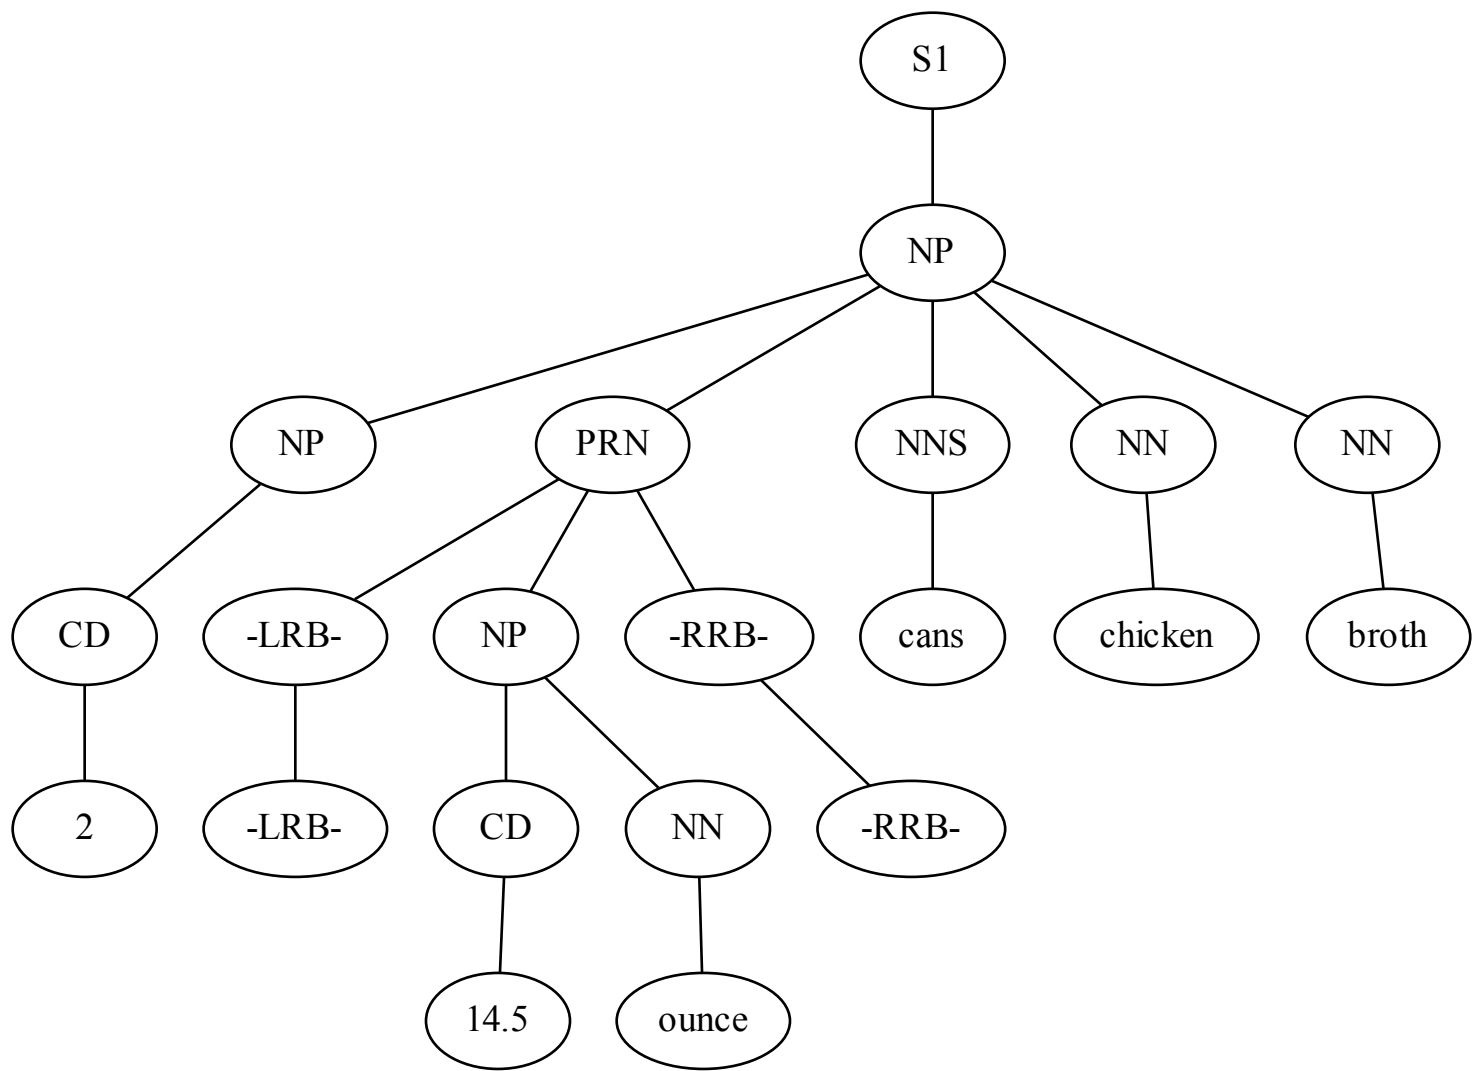 S1
NP
NP PRN NNS NN NN
CD -LRB- NP -RRB- cans chicken broth
2 -LRB- CD NN -RRB-
14.5 ounce